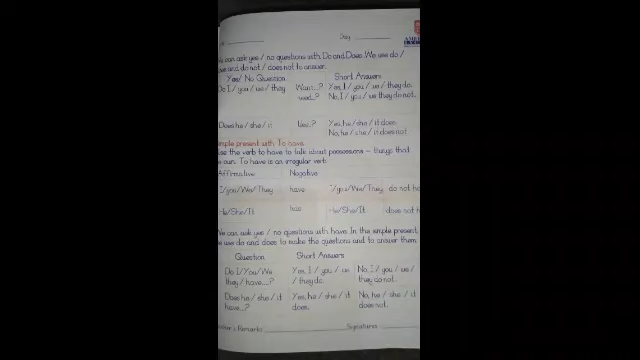 Day
We can ask yes / no questions with Do and Does. We use do /
and do not / does not to answer.
Yes/ No Question Short Answers
Do I / you / we / they Want...? Yes, I / you / we / they do.
need...? No, I / you / we they do not.
Does he / she / it Yes, he / she / it does.
No, he / she / it does not
simple present with To have
use the verb to have to talk about possessions - things that
own. To have is an irregular verb.
Affirmative Negative
I/you/We/They have I/you/We/They do not ha
He/She/It has He/She/It does not h
We can ask yes / no questions with have. In the simple present
use do and does to make the questions and to answer them.
Question Short Answers
Do I/You/We Yes, I / you / we No, I / you / we /
they / have....? / they do. they do not.
Does he / she / it Yes, he / she / it No, he / she / it
have...? does. does not.
Remarks Signatures